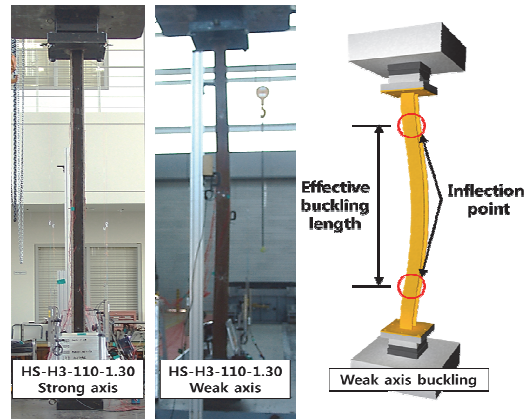 HS-H3-110-1.30
Strong axis
HS-H3-110-1.30
Weak axis
Effective
buckling
length
Inflection
point
Weak axis buckling